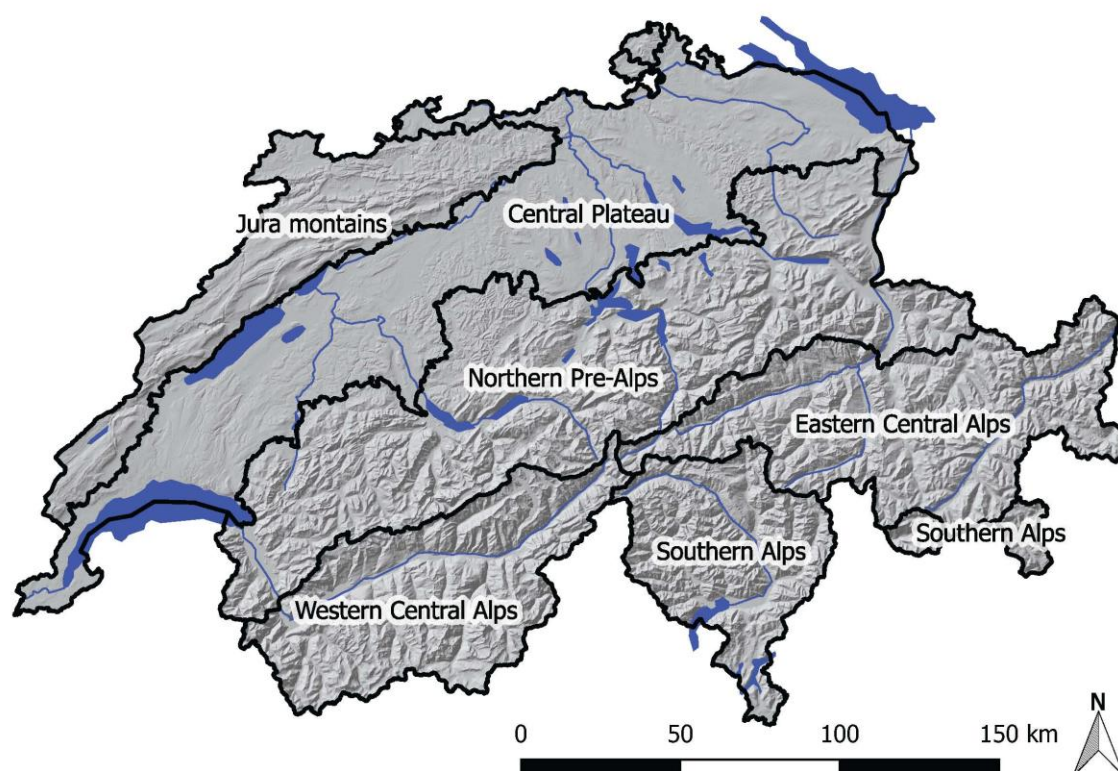 Jura montains
Central Plateau
Northern Pre-Alps
Eastern Central Alps
Southern Alps
Southern Alps
Western Central Alps
N
0 50 100 150 km